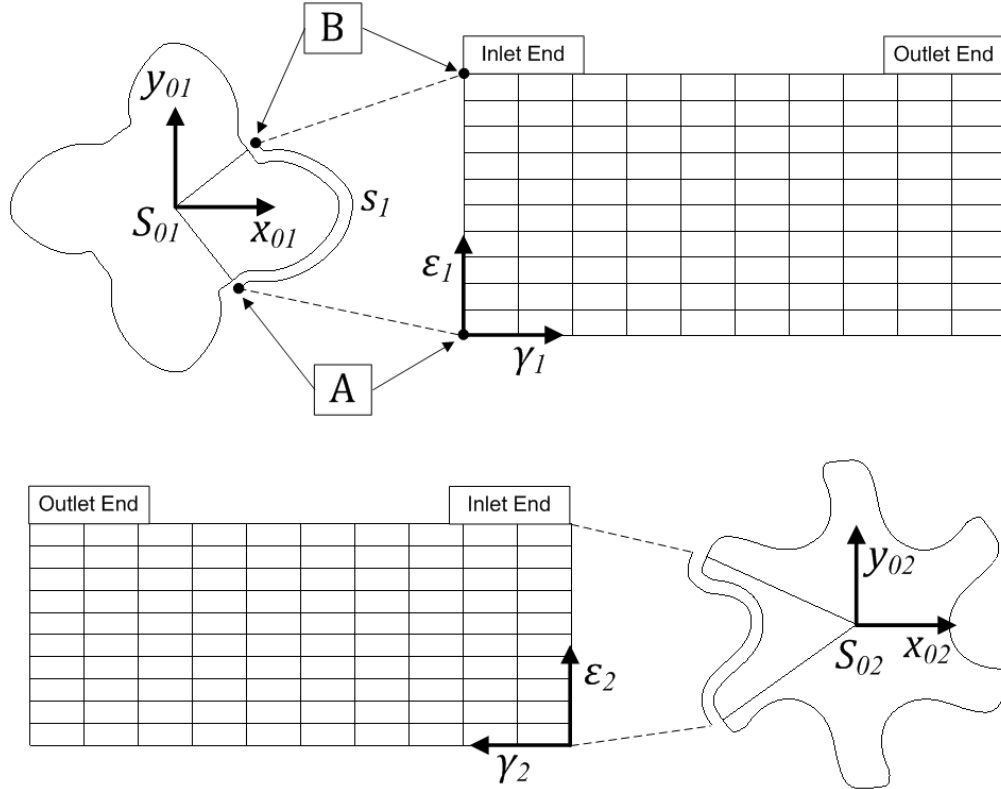 B
Inlet End
Outlet End
y01
S01
x01
s1
ε1
γ1
A
Outlet End
Inlet End
ε2
γ2
y02
S02
x02